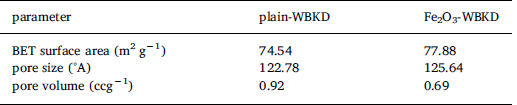 parameter plain-WBKD Fe₂O₃-WBKD
BET surface area (m² g⁻¹) 74.54 77.88
pore size (°A) 122.78 125.64
pore volume (ccg⁻¹) 0.92 0.69